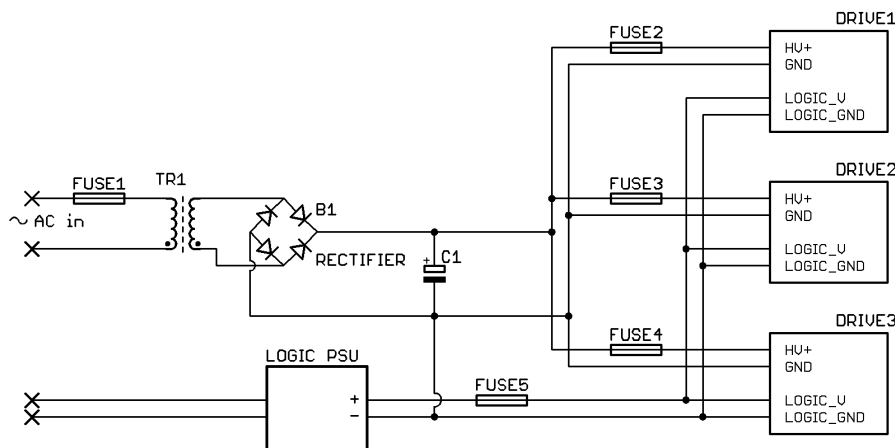 DRIVE1
FUSE2
HV+
GND
LOGIC_V
LOGIC_GND
DRIVE2
FUSE1
TR1
~ AC in
B1
RECTIFIER
+
C1
FUSE3
HV+
GND
LOGIC_V
LOGIC_GND
DRIVE3
FUSE4
HV+
GND
LOGIC PSU
+
-
FUSE5
LOGIC_V
LOGIC_GND